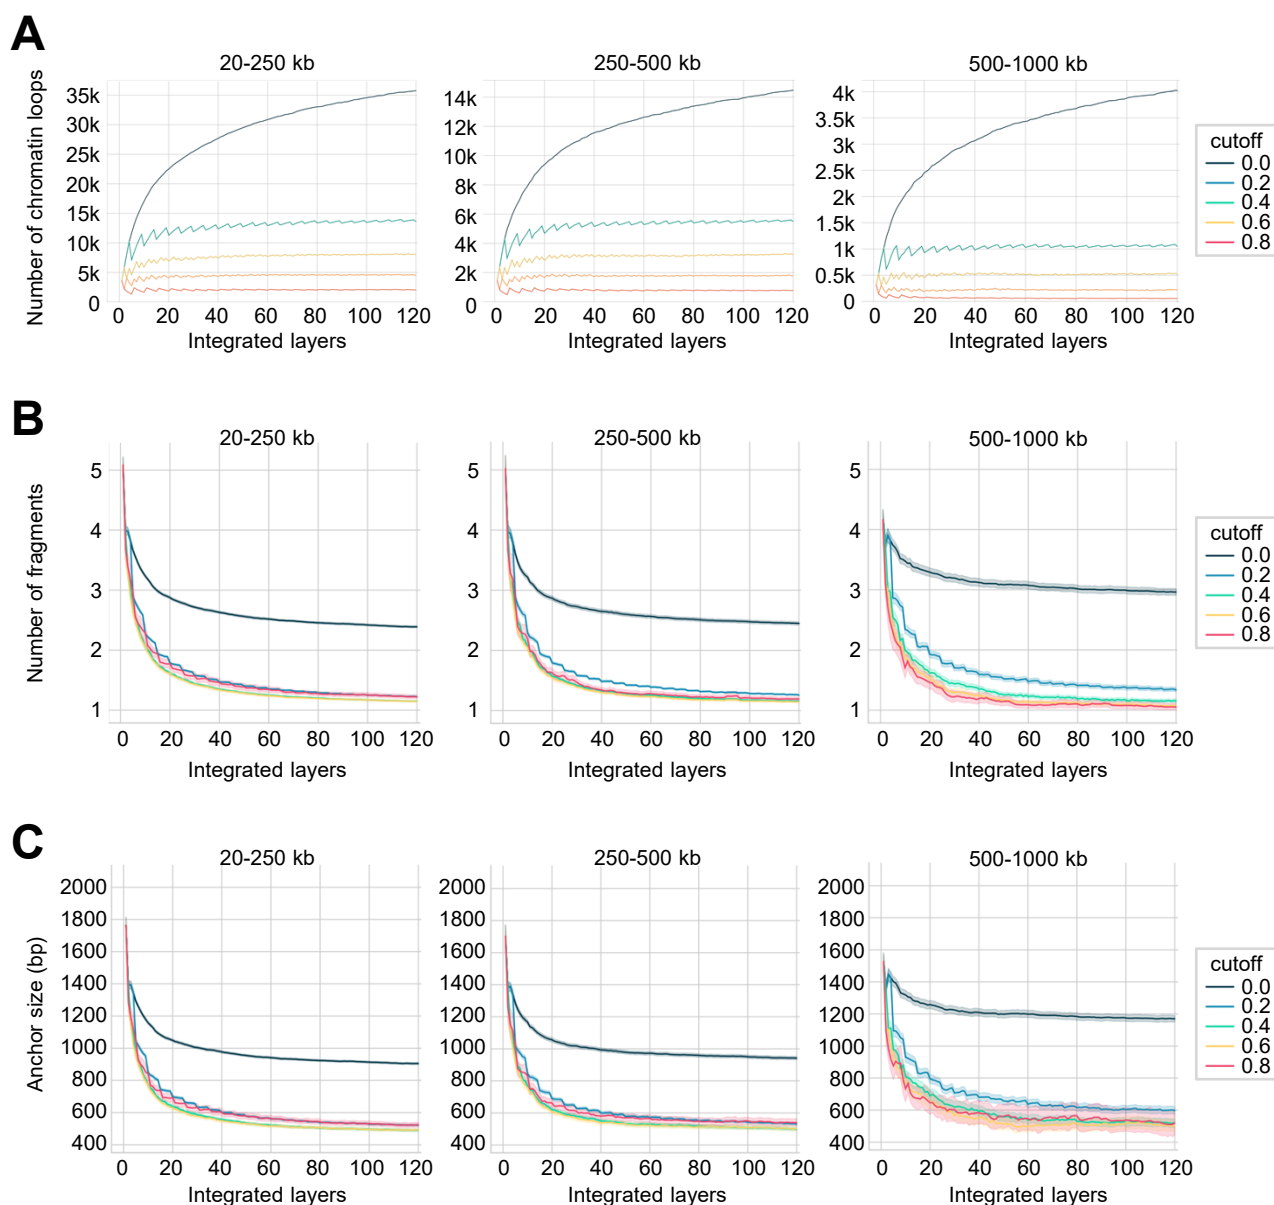 A
20-250 kb
250-500 kb
500-1000 kb
Number of chromatin loops
35k
30k
25k
20k
15k
10k
5k
0
0 20 40 60 80 100 120
Integrated layers
14k
12k
10k
8k
6k
4k
2k
0
0 20 40 60 80 100 120
Integrated layers
4k
3.5k
3k
2.5k
2k
1.5k
1k
0.5k
0
0 20 40 60 80 100 120
Integrated layers
cutoff
0.0
0.2
0.4
0.6
0.8
B
20-250 kb
250-500 kb
500-1000 kb
Number of fragments
5
4
3
2
1
0 20 40 60 80 100 120
Integrated layers
5
4
3
2
1
0 20 40 60 80 100 120
Integrated layers
5
4
3
2
1
0 20 40 60 80 100 120
Integrated layers
cutoff
0.0
0.2
0.4
0.6
0.8
C
20-250 kb
250-500 kb
500-1000 kb
Anchor size (bp)
2000
1800
1600
1400
1200
1000
800
600
400
0 20 40 60 80 100 120
Integrated layers
2000
1800
1600
1400
1200
1000
800
600
400
0 20 40 60 80 100 120
Integrated layers
2000
1800
1600
1400
1200
1000
800
600
400
0 20 40 60 80 100 120
Integrated layers
cutoff
0.0
0.2
0.4
0.6
0.8